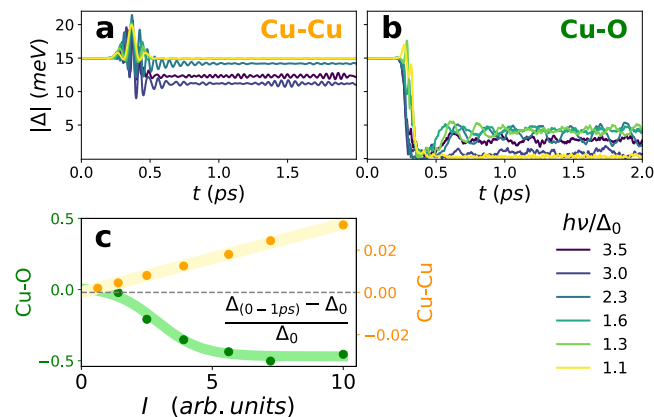 a
Cu-Cu
20
15
10
5
|Δ| (meV)
0.0
0.5
1.0
1.5
t (ps)
b
Cu-O
0.0
0.5
1.0
1.5
2.0
t (ps)
c
0.5
0.0
−0.5
Cu-O
0.02
0.00
−0.02
Cu-Cu
Δ(0−1ps) − Δ0
Δ0
0
5
10
I (arb. units)
hν/Δ0
3.5
3.0
2.3
1.6
1.3
1.1